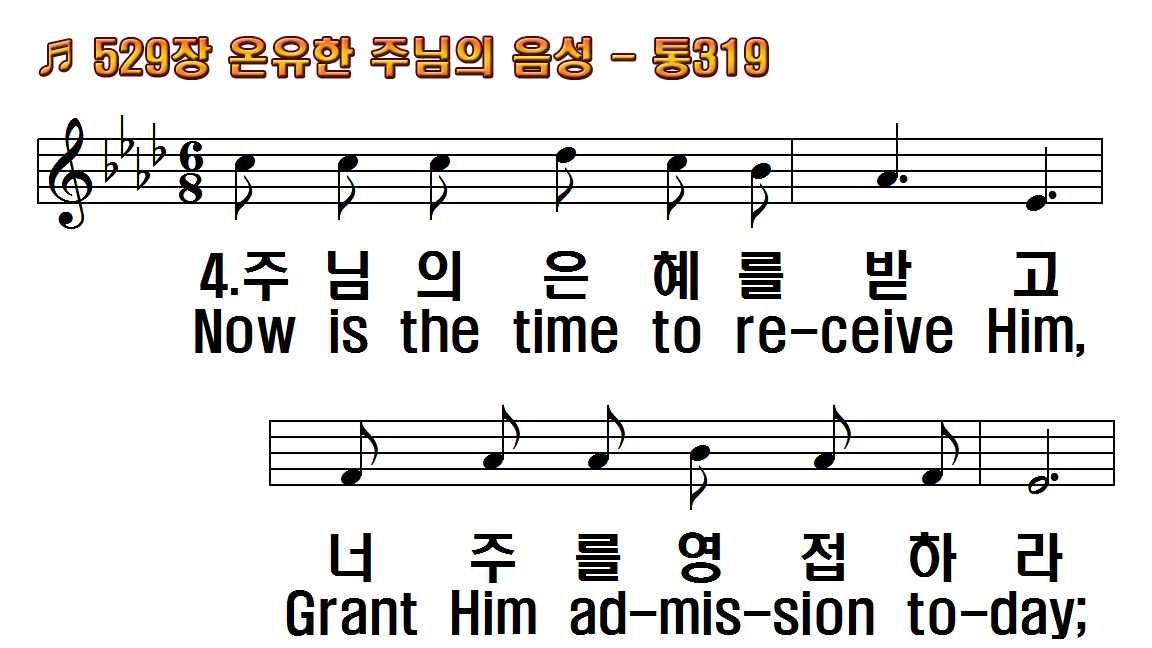 ♬ 529장 온유한 주님의 음성 - 통319
6
8
4.주 님 의 은 혜 를 받 고
Now is the time to re-ceive Him,
너 주 를 영 접 하 라
Grant Him ad-mis-sion to-day;